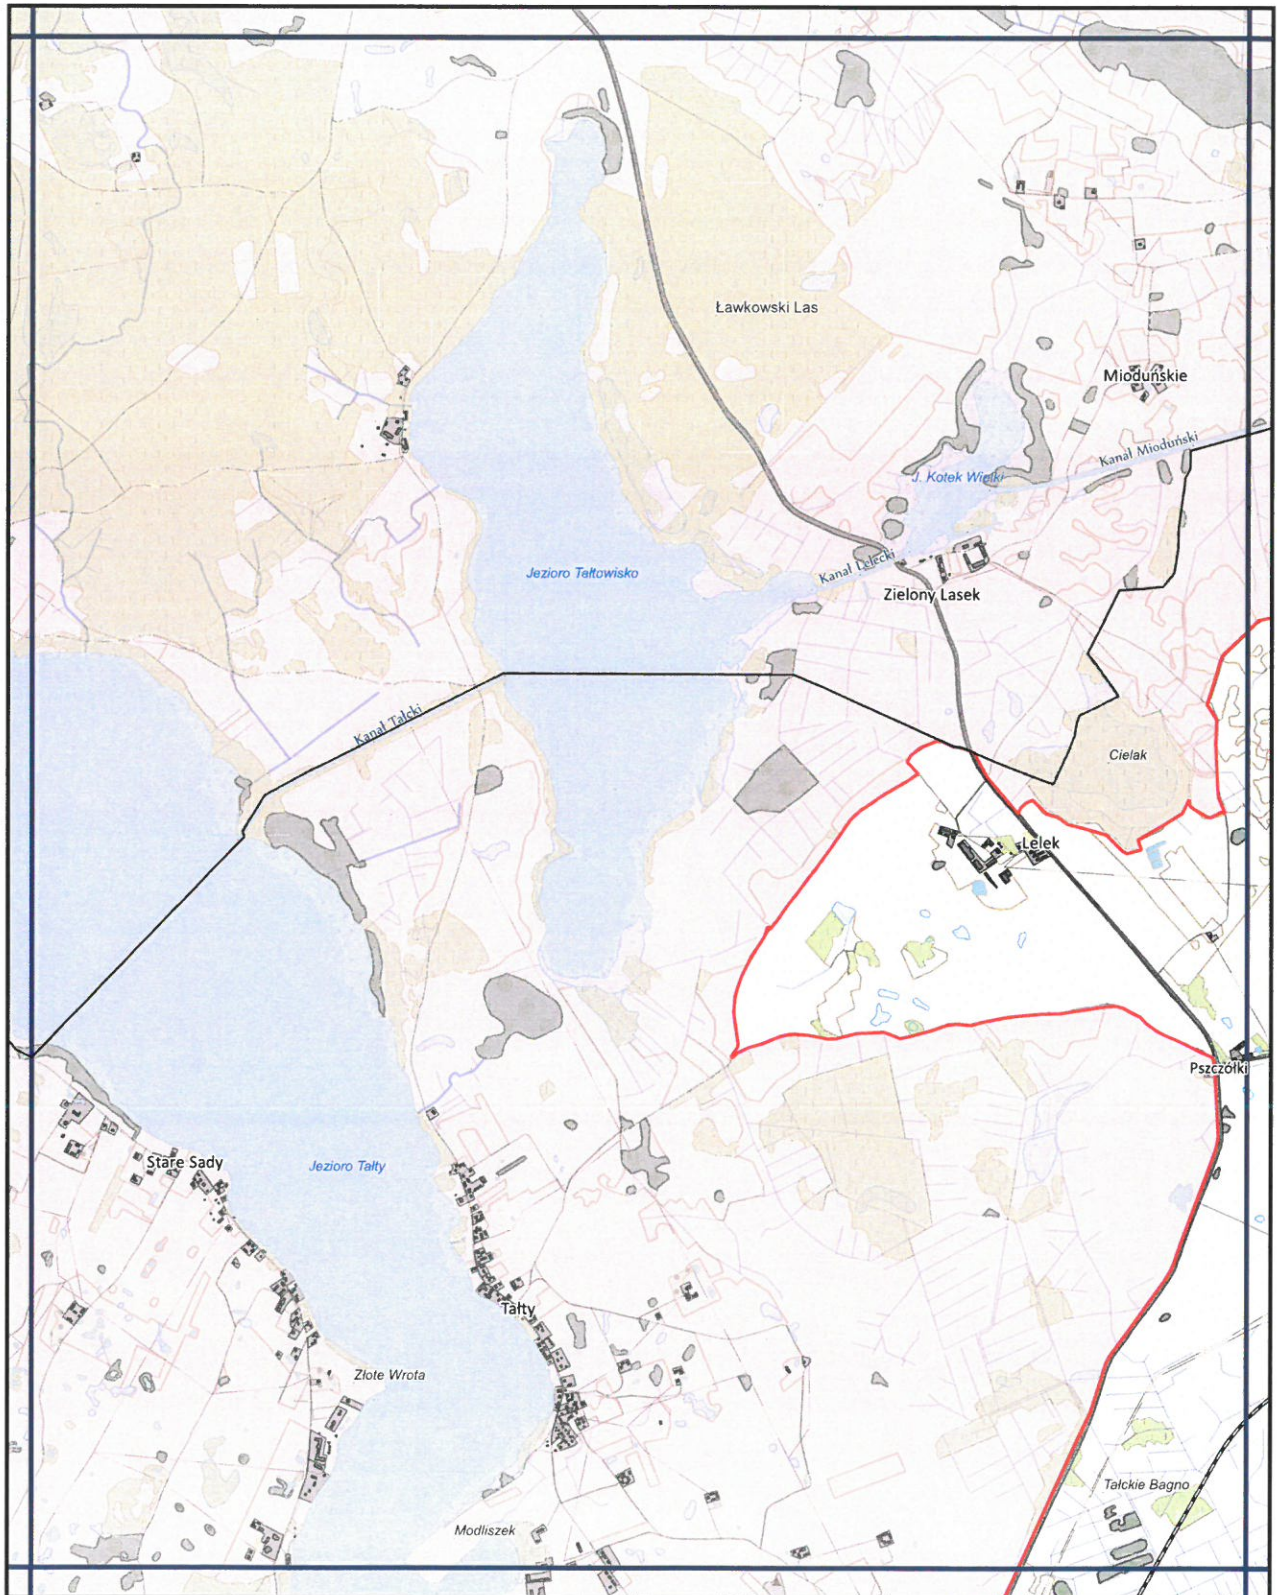 Ławkowski Las
Mioduńskie
Kanał Mioduński
J. Kotek Wielki
Kanał Lelecki
Jezioro Tałtowisko
Zielony Lasek
Kanał Tałcki
Cielak
Lelek
Pszczółki
Stare Sady
Jezioro Tałty
Tałty
Złote Wrota
Tałckie Bagno
Modliszek